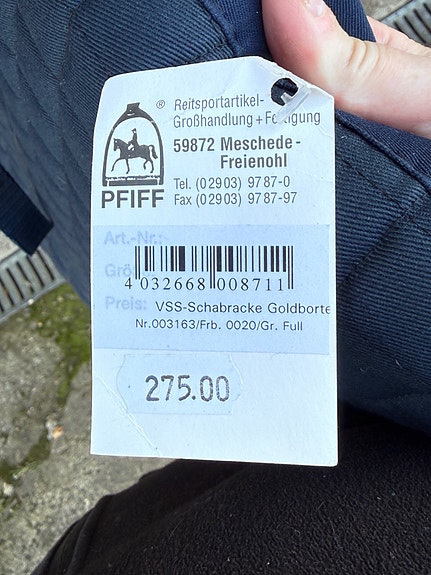 ® Reitsportartikel-
Großhandlung + Fertigung
59872 Meschede -
Freienohl
Tel. (02903) 9787-0
Fax (02903) 9787-97
PFIFF
Art.-Nr.:
4 032668 008711
Preis: VSS-Schabracke Goldborte
Nr.003163/Frb. 0020/Gr. Full
275.00